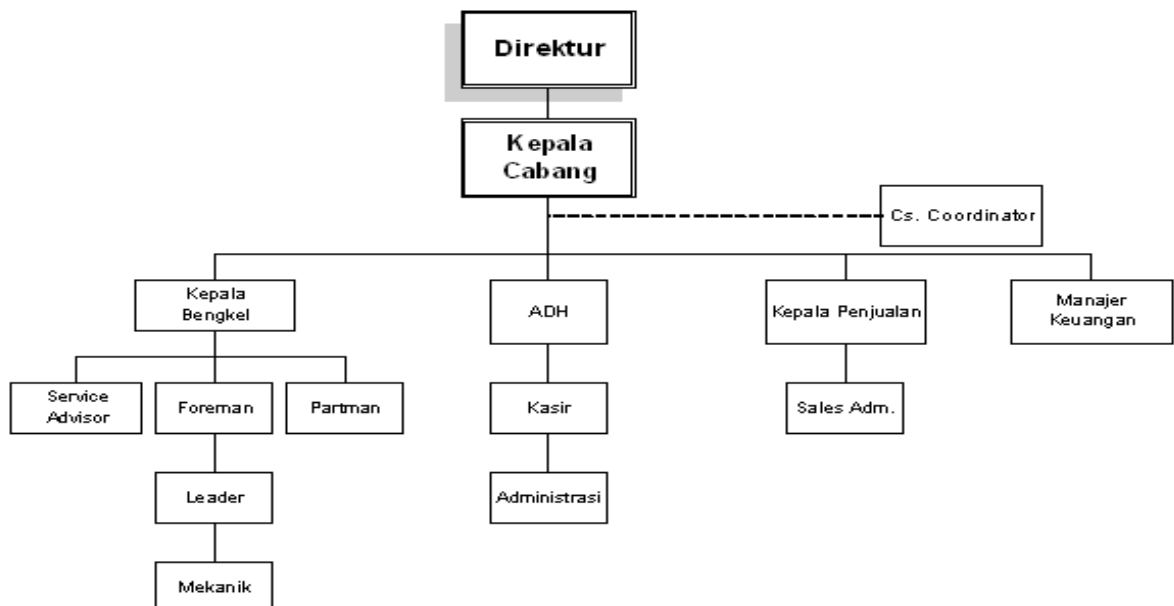 Direktur
Kepala
Cabang
Cs. Coordinator
Kepala
Bengkel
ADH
Kepala Penjualan
Manajer
Keuangan
Service
Advisor
Foreman
Partman
Kasir
Sales Adm.
Leader
Administrasi
Mekanik